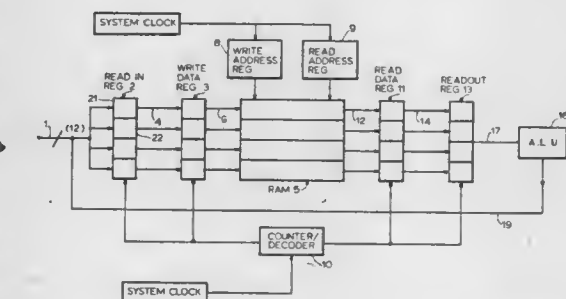 SYSTEM CLOCK
8
WRITE
ADDRESS
REG
9
READ
ADDRESS
REG
READ IN
REG 2
WRITE
DATA
REG 3
READ
DATA
REG 11
READOUT
REG 13
21
1
(12)
4
22
6
12
14
17
16
A.L.U
RAM 5
19
COUNTER/
DECODER
10
SYSTEM CLOCK